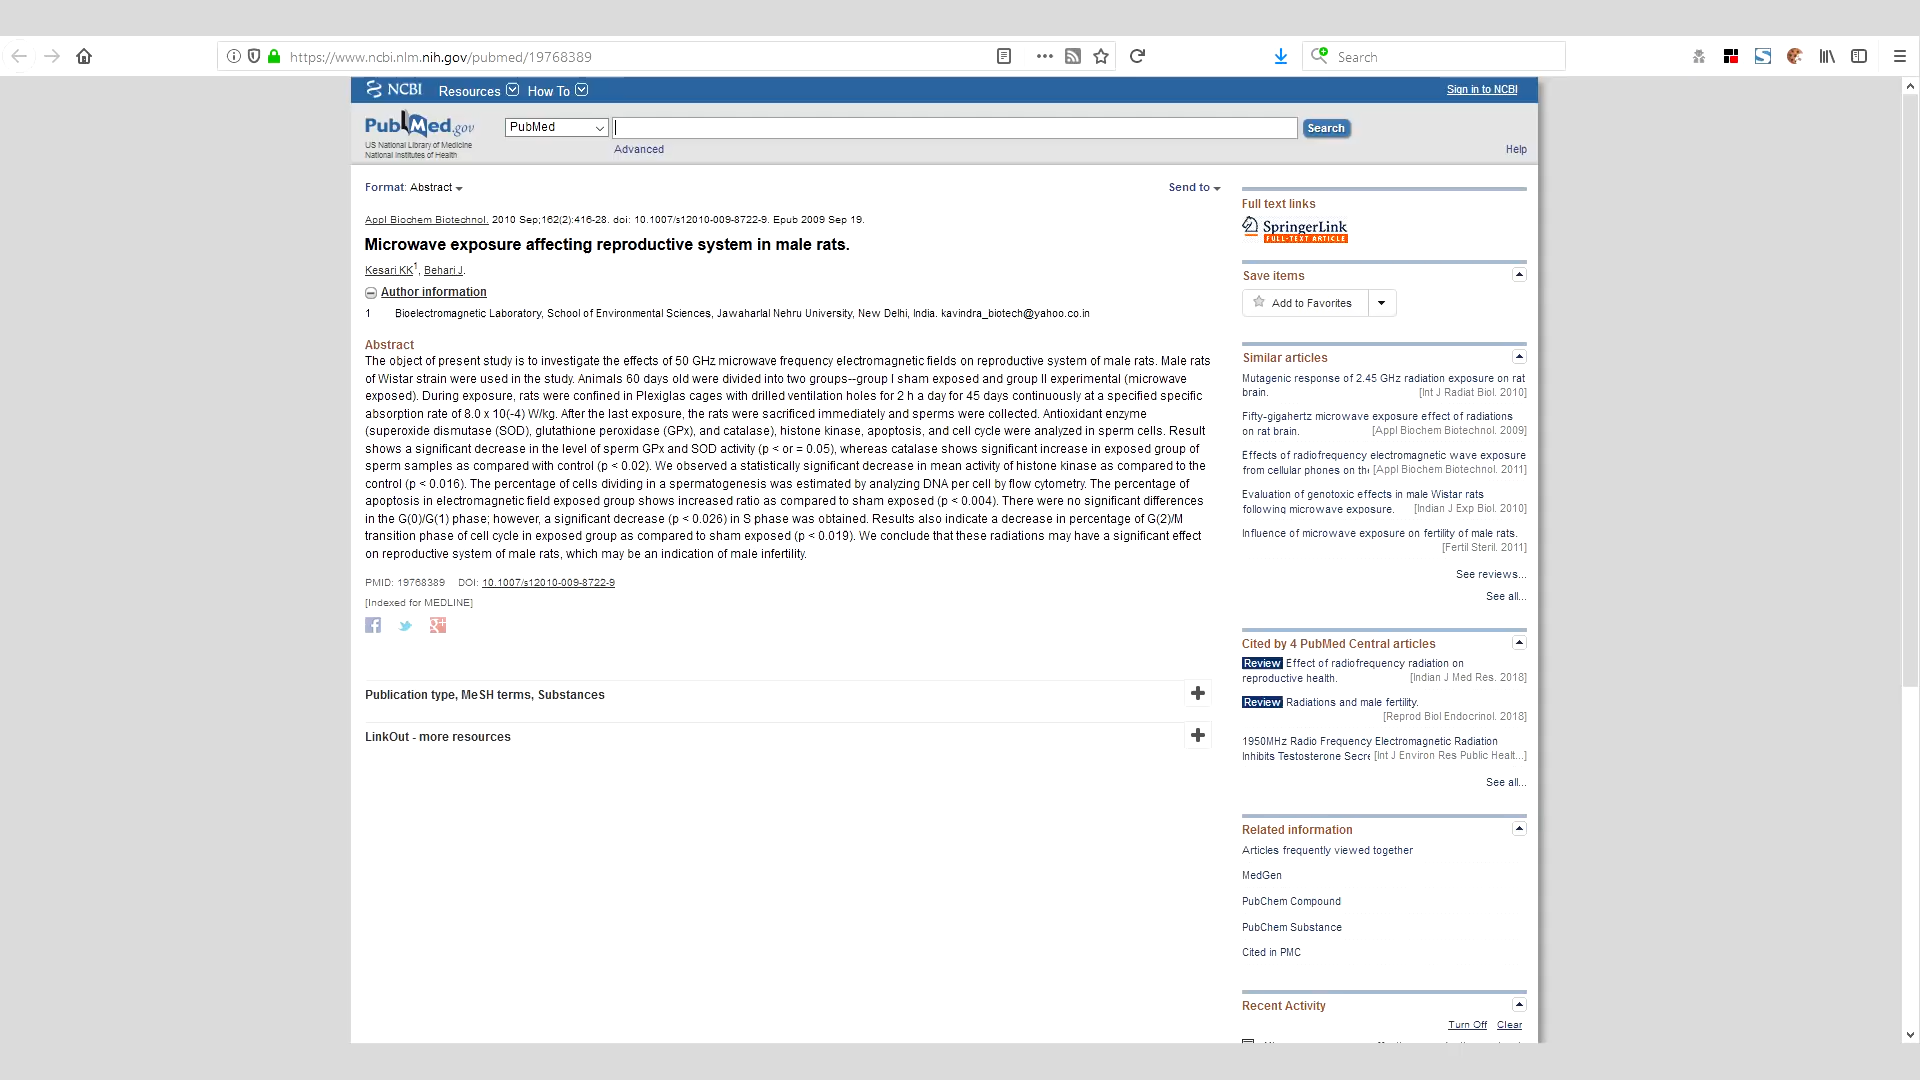 https://www.ncbi.nlm.nih.gov/pubmed/19768389
Search
NCBI Resources How To
Sign in to NCBI
PubMed.gov
US National Library of Medicine
National Institutes of Health
PubMed
Search
Advanced
Help
Format: Abstract
Send to
Appl Biochem Biotechnol. 2010 Sep;162(2):416-28. doi: 10.1007/s12010-009-8722-9. Epub 2009 Sep 19.
Microwave exposure affecting reproductive system in male rats.
Kesari KK1, Behari J.
Author information
1 Bioelectromagnetic Laboratory, School of Environmental Sciences, Jawaharlal Nehru University, New Delhi, India. kavindra_biotech@yahoo.co.in
Abstract
The object of present study is to investigate the effects of 50 GHz microwave frequency electromagnetic fields on reproductive system of male rats. Male rats
of Wistar strain were used in the study. Animals 60 days old were divided into two groups--group I sham exposed and group II experimental (microwave
exposed). During exposure, rats were confined in Plexiglas cages with drilled ventilation holes for 2 h a day for 45 days continuously at a specified specific
absorption rate of 8.0 x 10(-4) W/kg. After the last exposure, the rats were sacrificed immediately and sperms were collected. Antioxidant enzyme
(superoxide dismutase (SOD), glutathione peroxidase (GPx), and catalase), histone kinase, apoptosis, and cell cycle were analyzed in sperm cells. Result
shows a significant decrease in the level of sperm GPx and SOD activity (p < or = 0.05), whereas catalase shows significant increase in exposed group of
sperm samples as compared with control (p < 0.02). We observed a statistically significant decrease in mean activity of histone kinase as compared to the
control (p < 0.016). The percentage of cells dividing in a spermatogenesis was estimated by analyzing DNA per cell by flow cytometry. The percentage of
apoptosis in electromagnetic field exposed group shows increased ratio as compared to sham exposed (p < 0.004). There were no significant differences
in the G(0)/G(1) phase; however, a significant decrease (p < 0.026) in S phase was obtained. Results also indicate a decrease in percentage of G(2)/M
transition phase of cell cycle in exposed group as compared to sham exposed (p < 0.019). We conclude that these radiations may have a significant effect
on reproductive system of male rats, which may be an indication of male infertility.
PMID: 19768389 DOI: 10.1007/s12010-009-8722-9
[Indexed for MEDLINE]
Publication type, MeSH terms, Substances
LinkOut - more resources
Full text links
SpringerLink
FULL-TEXT ARTICLE
Save items
Add to Favorites
Similar articles
Mutagenic response of 2.45 GHz radiation exposure on rat
brain. [Int J Radiat Biol. 2010]
Fifty-gigahertz microwave exposure effect of radiations
on rat brain. [Appl Biochem Biotechnol. 2009]
Effects of radiofrequency electromagnetic wave exposure
from cellular phones on th [Appl Biochem Biotechnol. 2011]
Evaluation of genotoxic effects in male Wistar rats
following microwave exposure. [Indian J Exp Biol. 2010]
Influence of microwave exposure on fertility of male rats.
[Fertil Steril. 2011]
See reviews...
See all...
Cited by 4 PubMed Central articles
Review Effect of radiofrequency radiation on
reproductive health. [Indian J Med Res. 2018]
Review Radiations and male fertility.
[Reprod Biol Endocrinol. 2018]
1950MHz Radio Frequency Electromagnetic Radiation
Inhibits Testosterone Secre [Int J Environ Res Public Healt...]
See all...
Related information
Articles frequently viewed together
MedGen
PubChem Compound
PubChem Substance
Cited in PMC
Recent Activity
Turn Off Clear